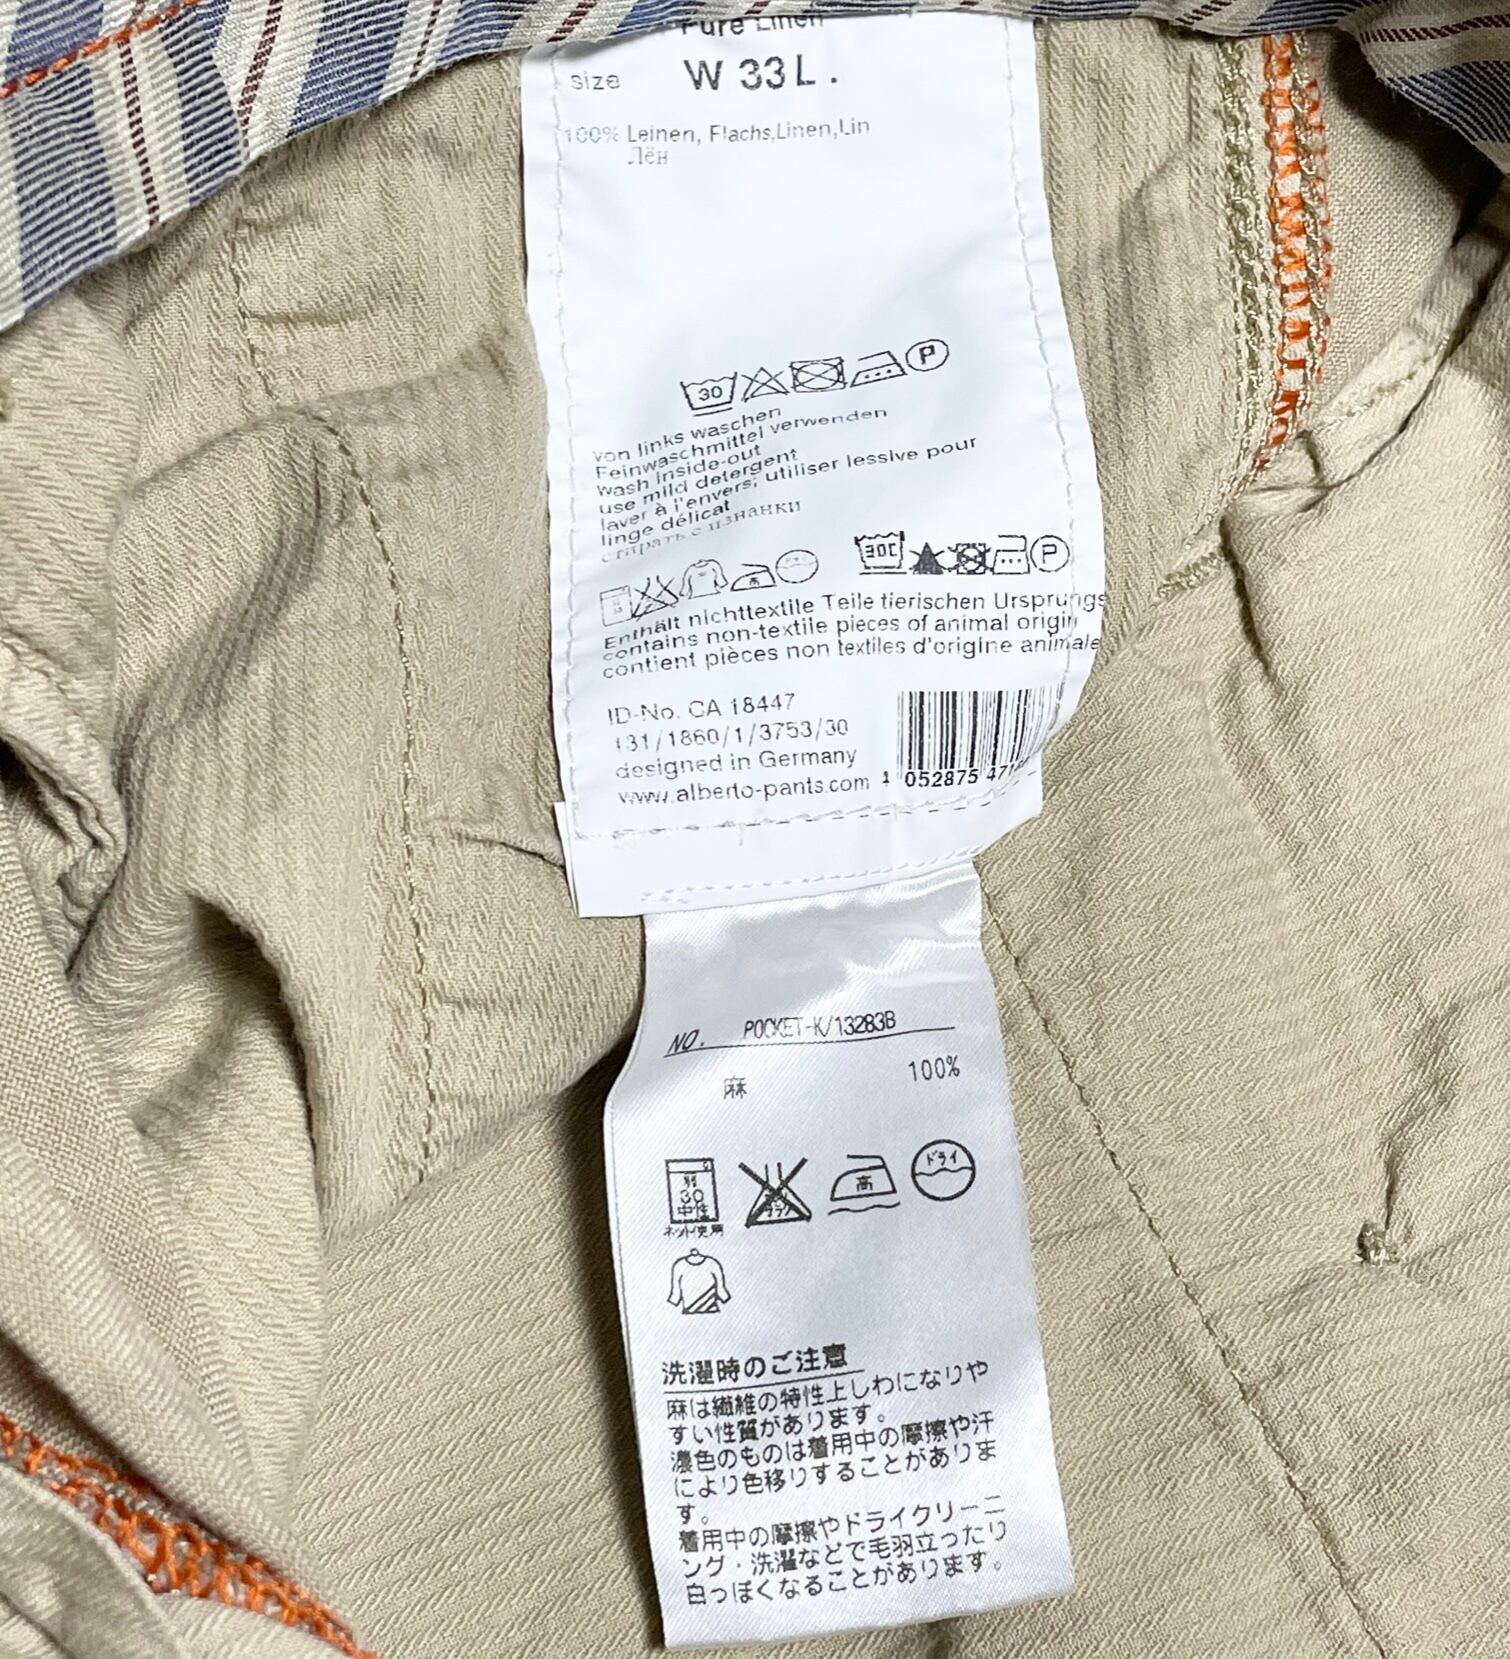 Pure Linen
size W 33 L .
100% Leinen, Flachs,Linen,Lin
Лён
30 P
von links waschen
Feinwaschmittel verwenden
wash inside-out
use mild detergent
laver à l'envers; utiliser lessive pour
linge délicat
стирать с изнанки
高 30C P
Enthält nichttextile Teile tierischen Ursprungs
contains non-textile pieces of animal origin
contient pièces non textiles d'origine animale
ID-No. CA 18447
131/1860/1/3753/30
designed in Germany
www.alberto-pants.com 4 052875
NO. POCKET-K/13283B
麻 100%
30 高 ドライ
中性
ネット使用
洗濯時のご注意
麻は繊維の特性上しわになりや
すい性質があります。
濃色のものは着用中の摩擦や汗
により色移りすることがありま
す。
着用中の摩擦やドライクリーニ
ング・洗濯などで毛羽立ったり
白っぽくなることがあります。